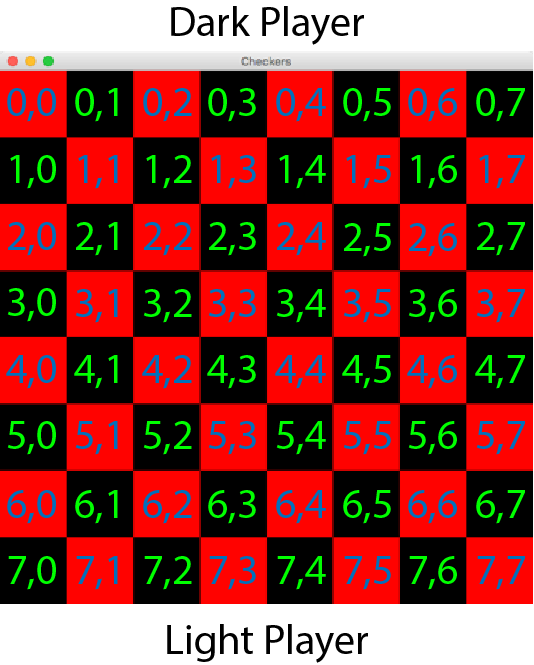 Dark Player
Checkers
0,0 0,1 0,2 0,3 0,4 0,5 0,6 0,7
1,0 1,1 1,2 1,3 1,4 1,5 1,6 1,7
2,0 2,1 2,2 2,3 2,4 2,5 2,6 2,7
3,0 3,1 3,2 3,3 3,4 3,5 3,6 3,7
4,0 4,1 4,2 4,3 4,4 4,5 4,6 4,7
5,0 5,1 5,2 5,3 5,4 5,5 5,6 5,7
6,0 6,1 6,2 6,3 6,4 6,5 6,6 6,7
7,0 7,1 7,2 7,3 7,4 7,5 7,6 7,7
Light Player